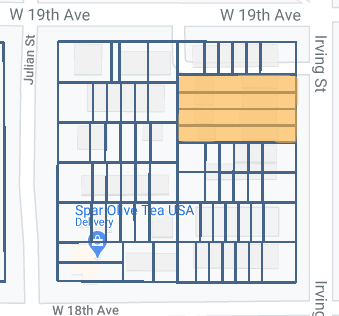 W 19th Ave
W 19th Ave
Julian St
Irving St
Spar Olive Tea USA
Delivery
W 18th Ave
Irving